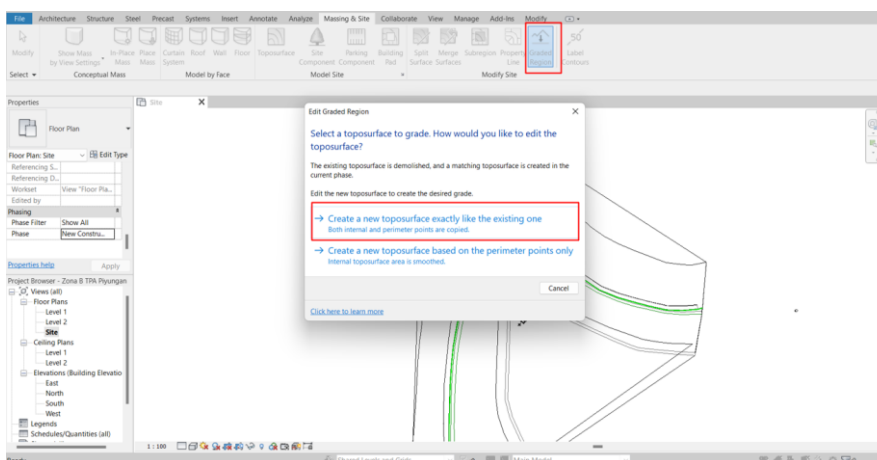 File Architecture Structure Steel Precast Systems Insert Annotate Analyze Massing & Site Collaborate View Manage Add-Ins Modify
Modify Show Mass by View Settings In-Place Mass Place Mass Curtain System Roof Wall Floor Toposurface Site Component Parking Component Building Pad Split Surface Merge Surfaces Subregion Property Line Graded Region Label Contours
Select Conceptual Mass Model by Face Model Site Modify Site
Properties
Site
Floor Plan
Floor Plan: Site Edit Type
Referencing S...
Referencing D...
Workset View "Floor Pla...
Edited by
Phasing
Phase Filter Show All
Phase New Constru...
Properties help Apply
Project Browser - Zona B TPA Piyungan
Views (all)
Floor Plans
Level 1
Level 2
Site
Ceiling Plans
Level 1
Level 2
Elevations (Building Elevatio
East
North
South
West
Legends
Schedules/Quantities (all)
Edit Graded Region
Select a toposurface to grade. How would you like to edit the
toposurface?
The existing toposurface is demolished, and a matching toposurface is created in the
current phase.
Edit the new toposurface to create the desired grade.
→ Create a new toposurface exactly like the existing one
Both internal and perimeter points are copied.
→ Create a new toposurface based on the perimeter points only
Internal toposurface area is smoothed.
Cancel
Click here to learn more
1 : 100
Main Model